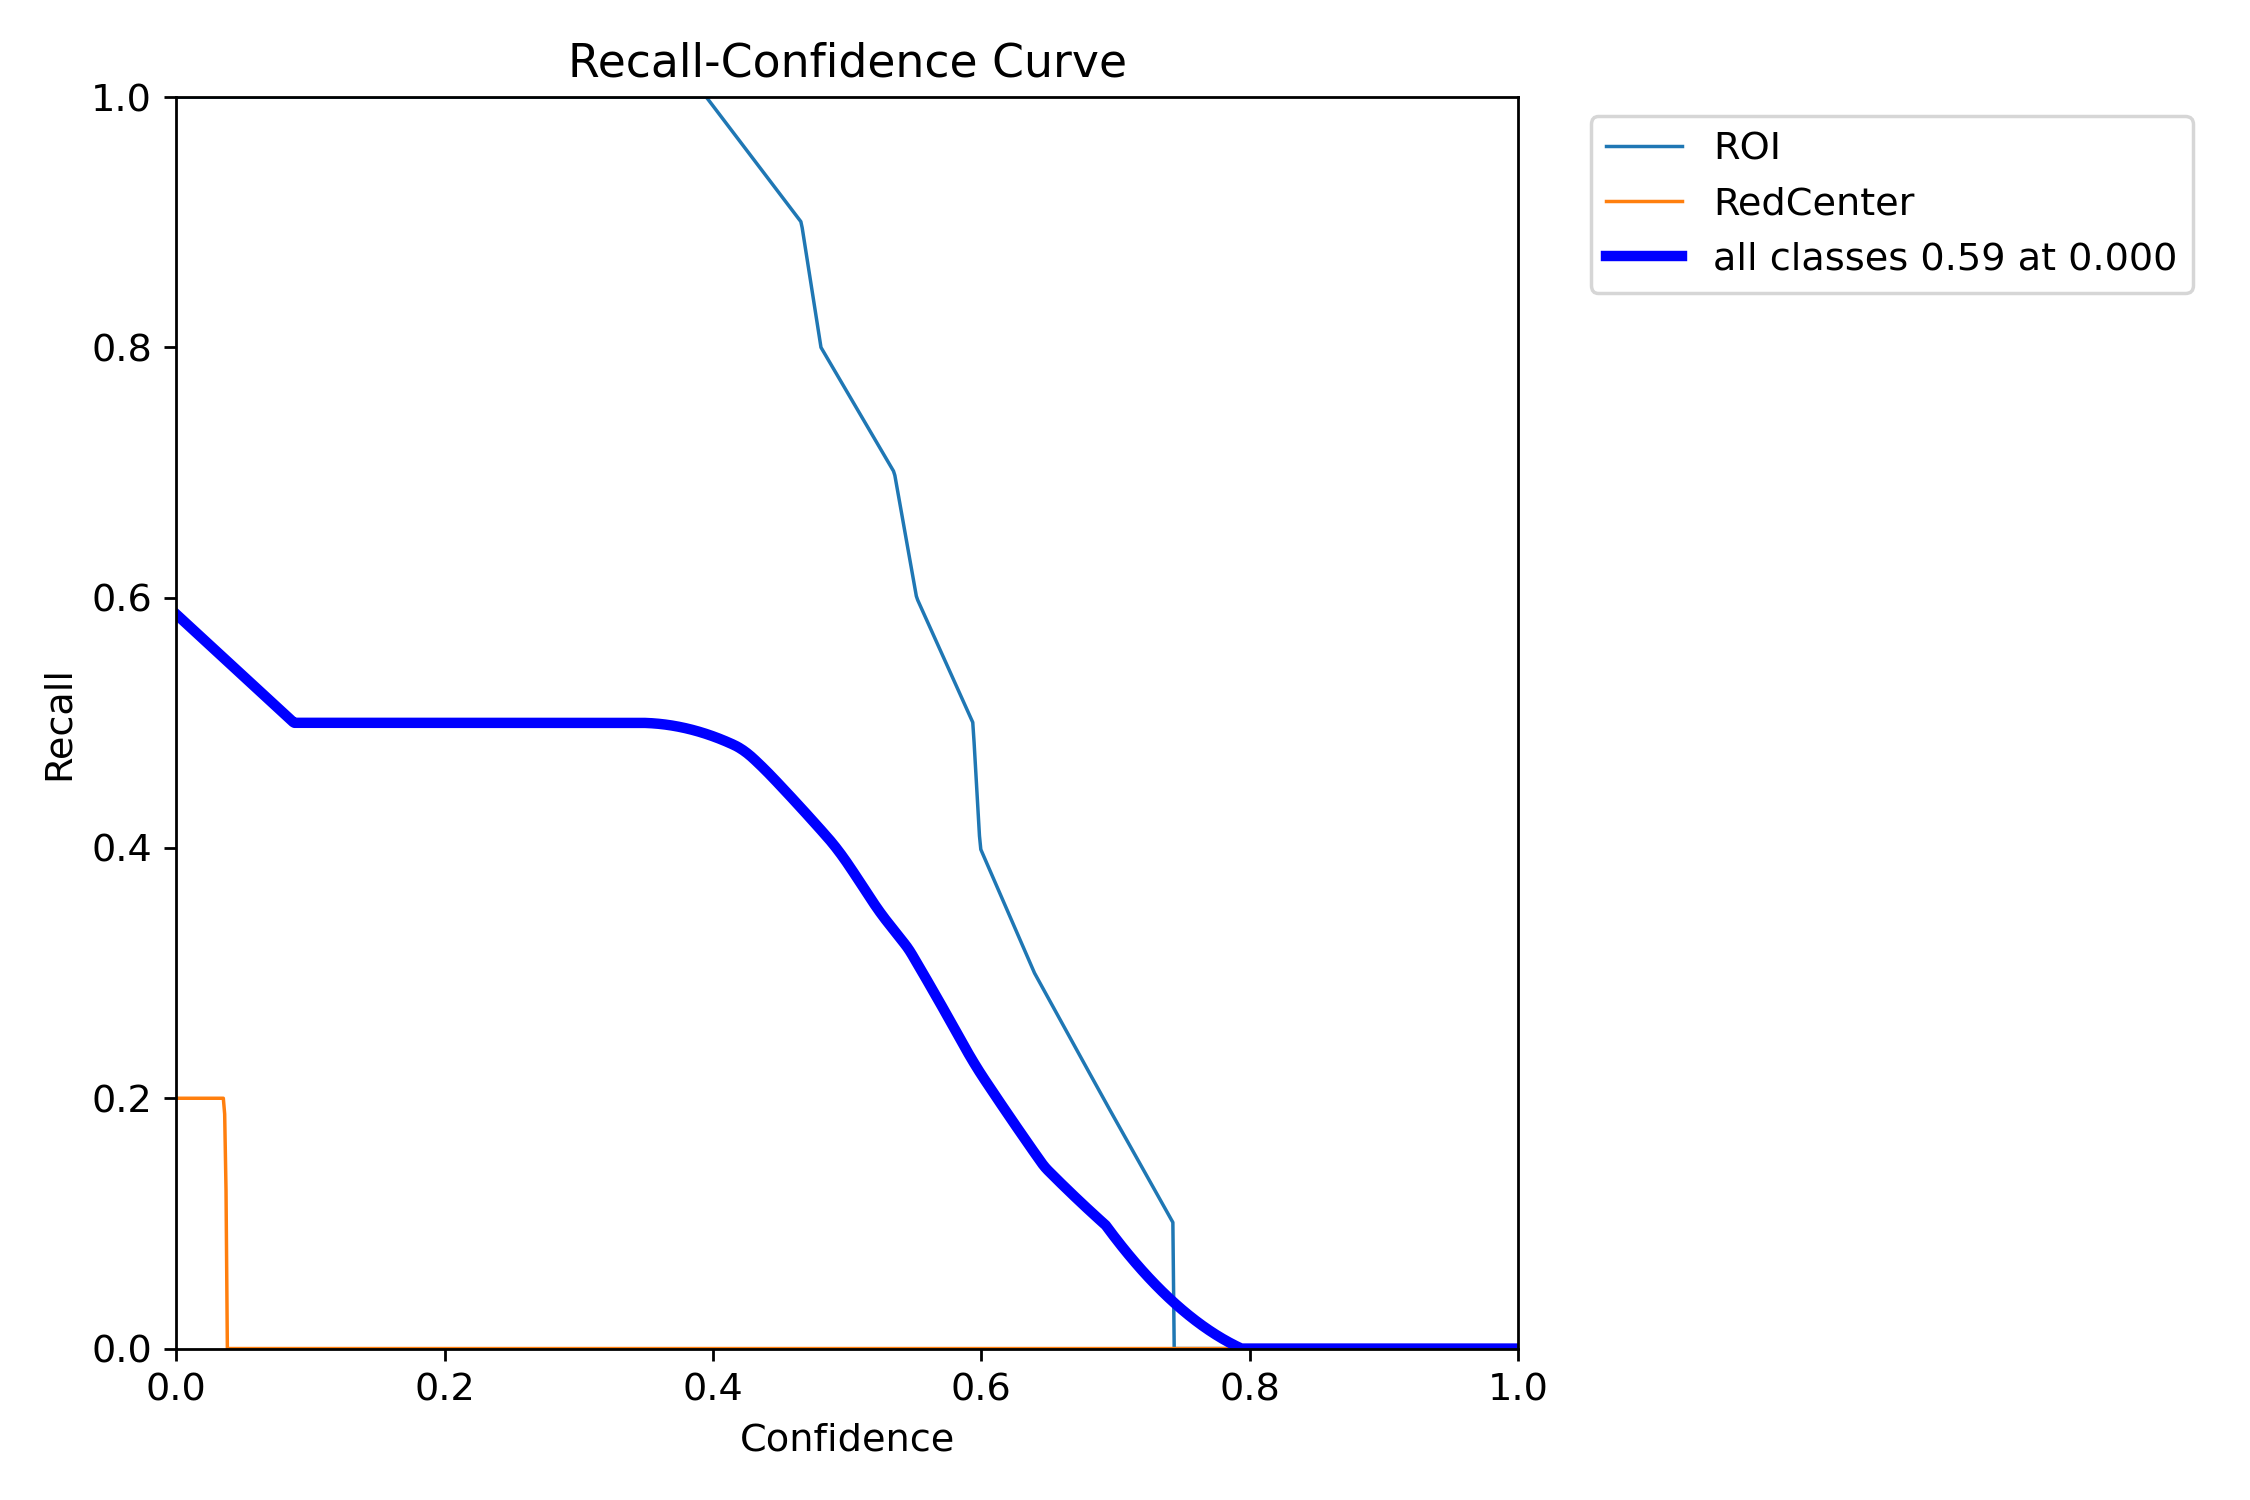 Recall-Confidence Curve
1.0
0.8
0.6
0.4
0.2
0.0
Recall
0.0 0.2 0.4 0.6 0.8 1.0
Confidence
ROI
RedCenter
all classes 0.59 at 0.000